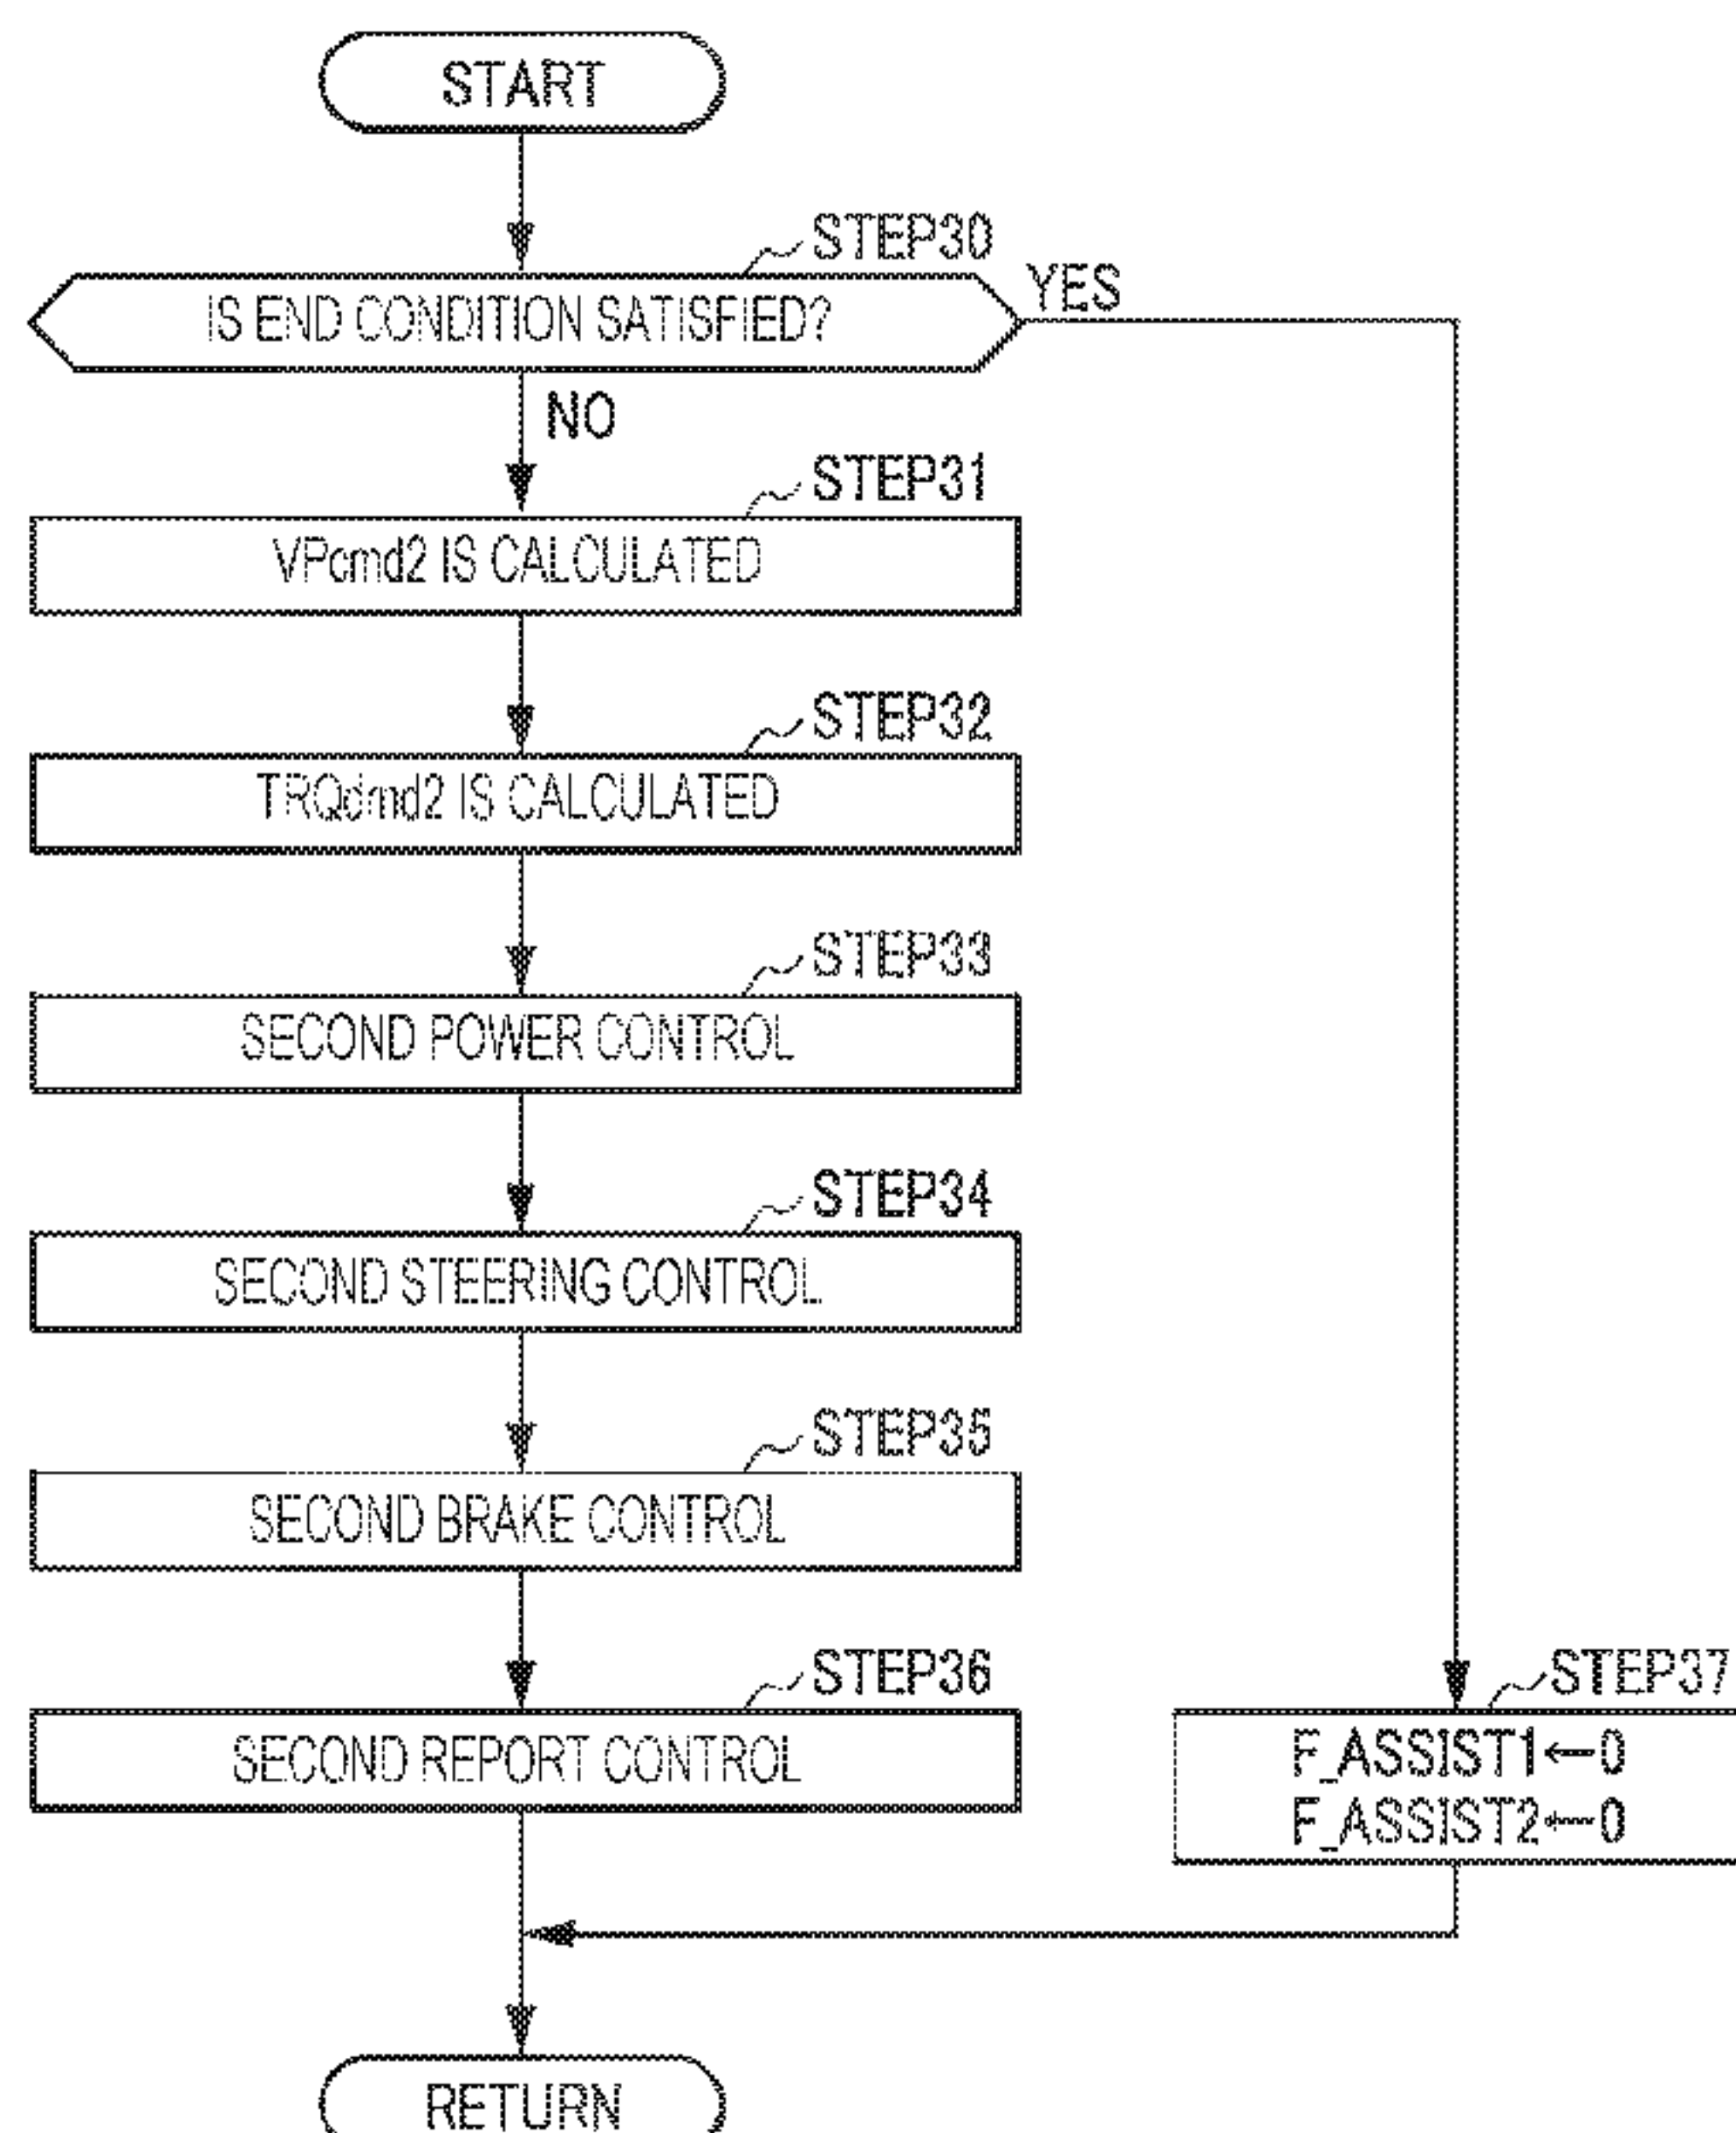 START
STEP30
IS END CONDITION SATISFIED?
YES
NO
STEP31
VPcmd2 IS CALCULATED
STEP32
TRQdmd2 IS CALCULATED
STEP33
SECOND POWER CONTROL
STEP34
SECOND STEERING CONTROL
STEP35
SECOND BRAKE CONTROL
STEP36
SECOND REPORT CONTROL
STEP37
F_ASSIST1←0
F_ASSIST2←0
RETURN